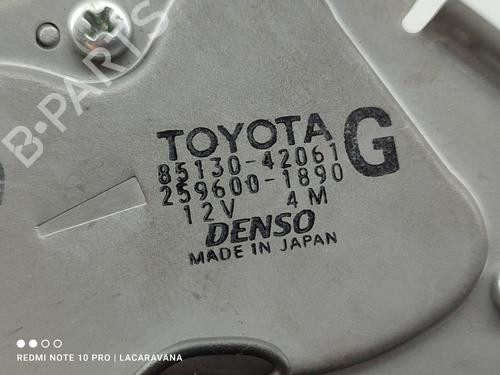 B-PARTS
TOYOTA
85130-42061
G
259600-1890
12V 4M
DENSO
MADE IN JAPAN
REDMI NOTE 10 PRO | LACARAVANA